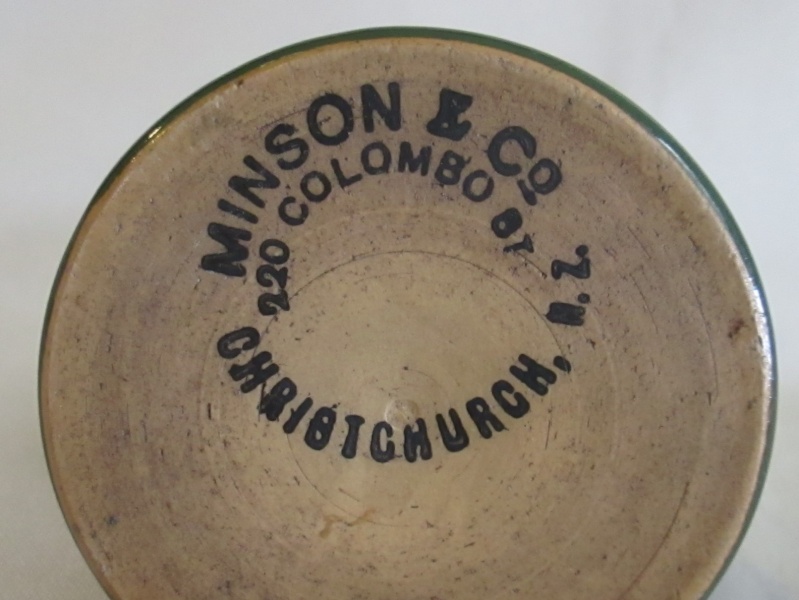 MINSON & CO
220 COLOMBO ST
CHRISTCHURCH, N.Z.